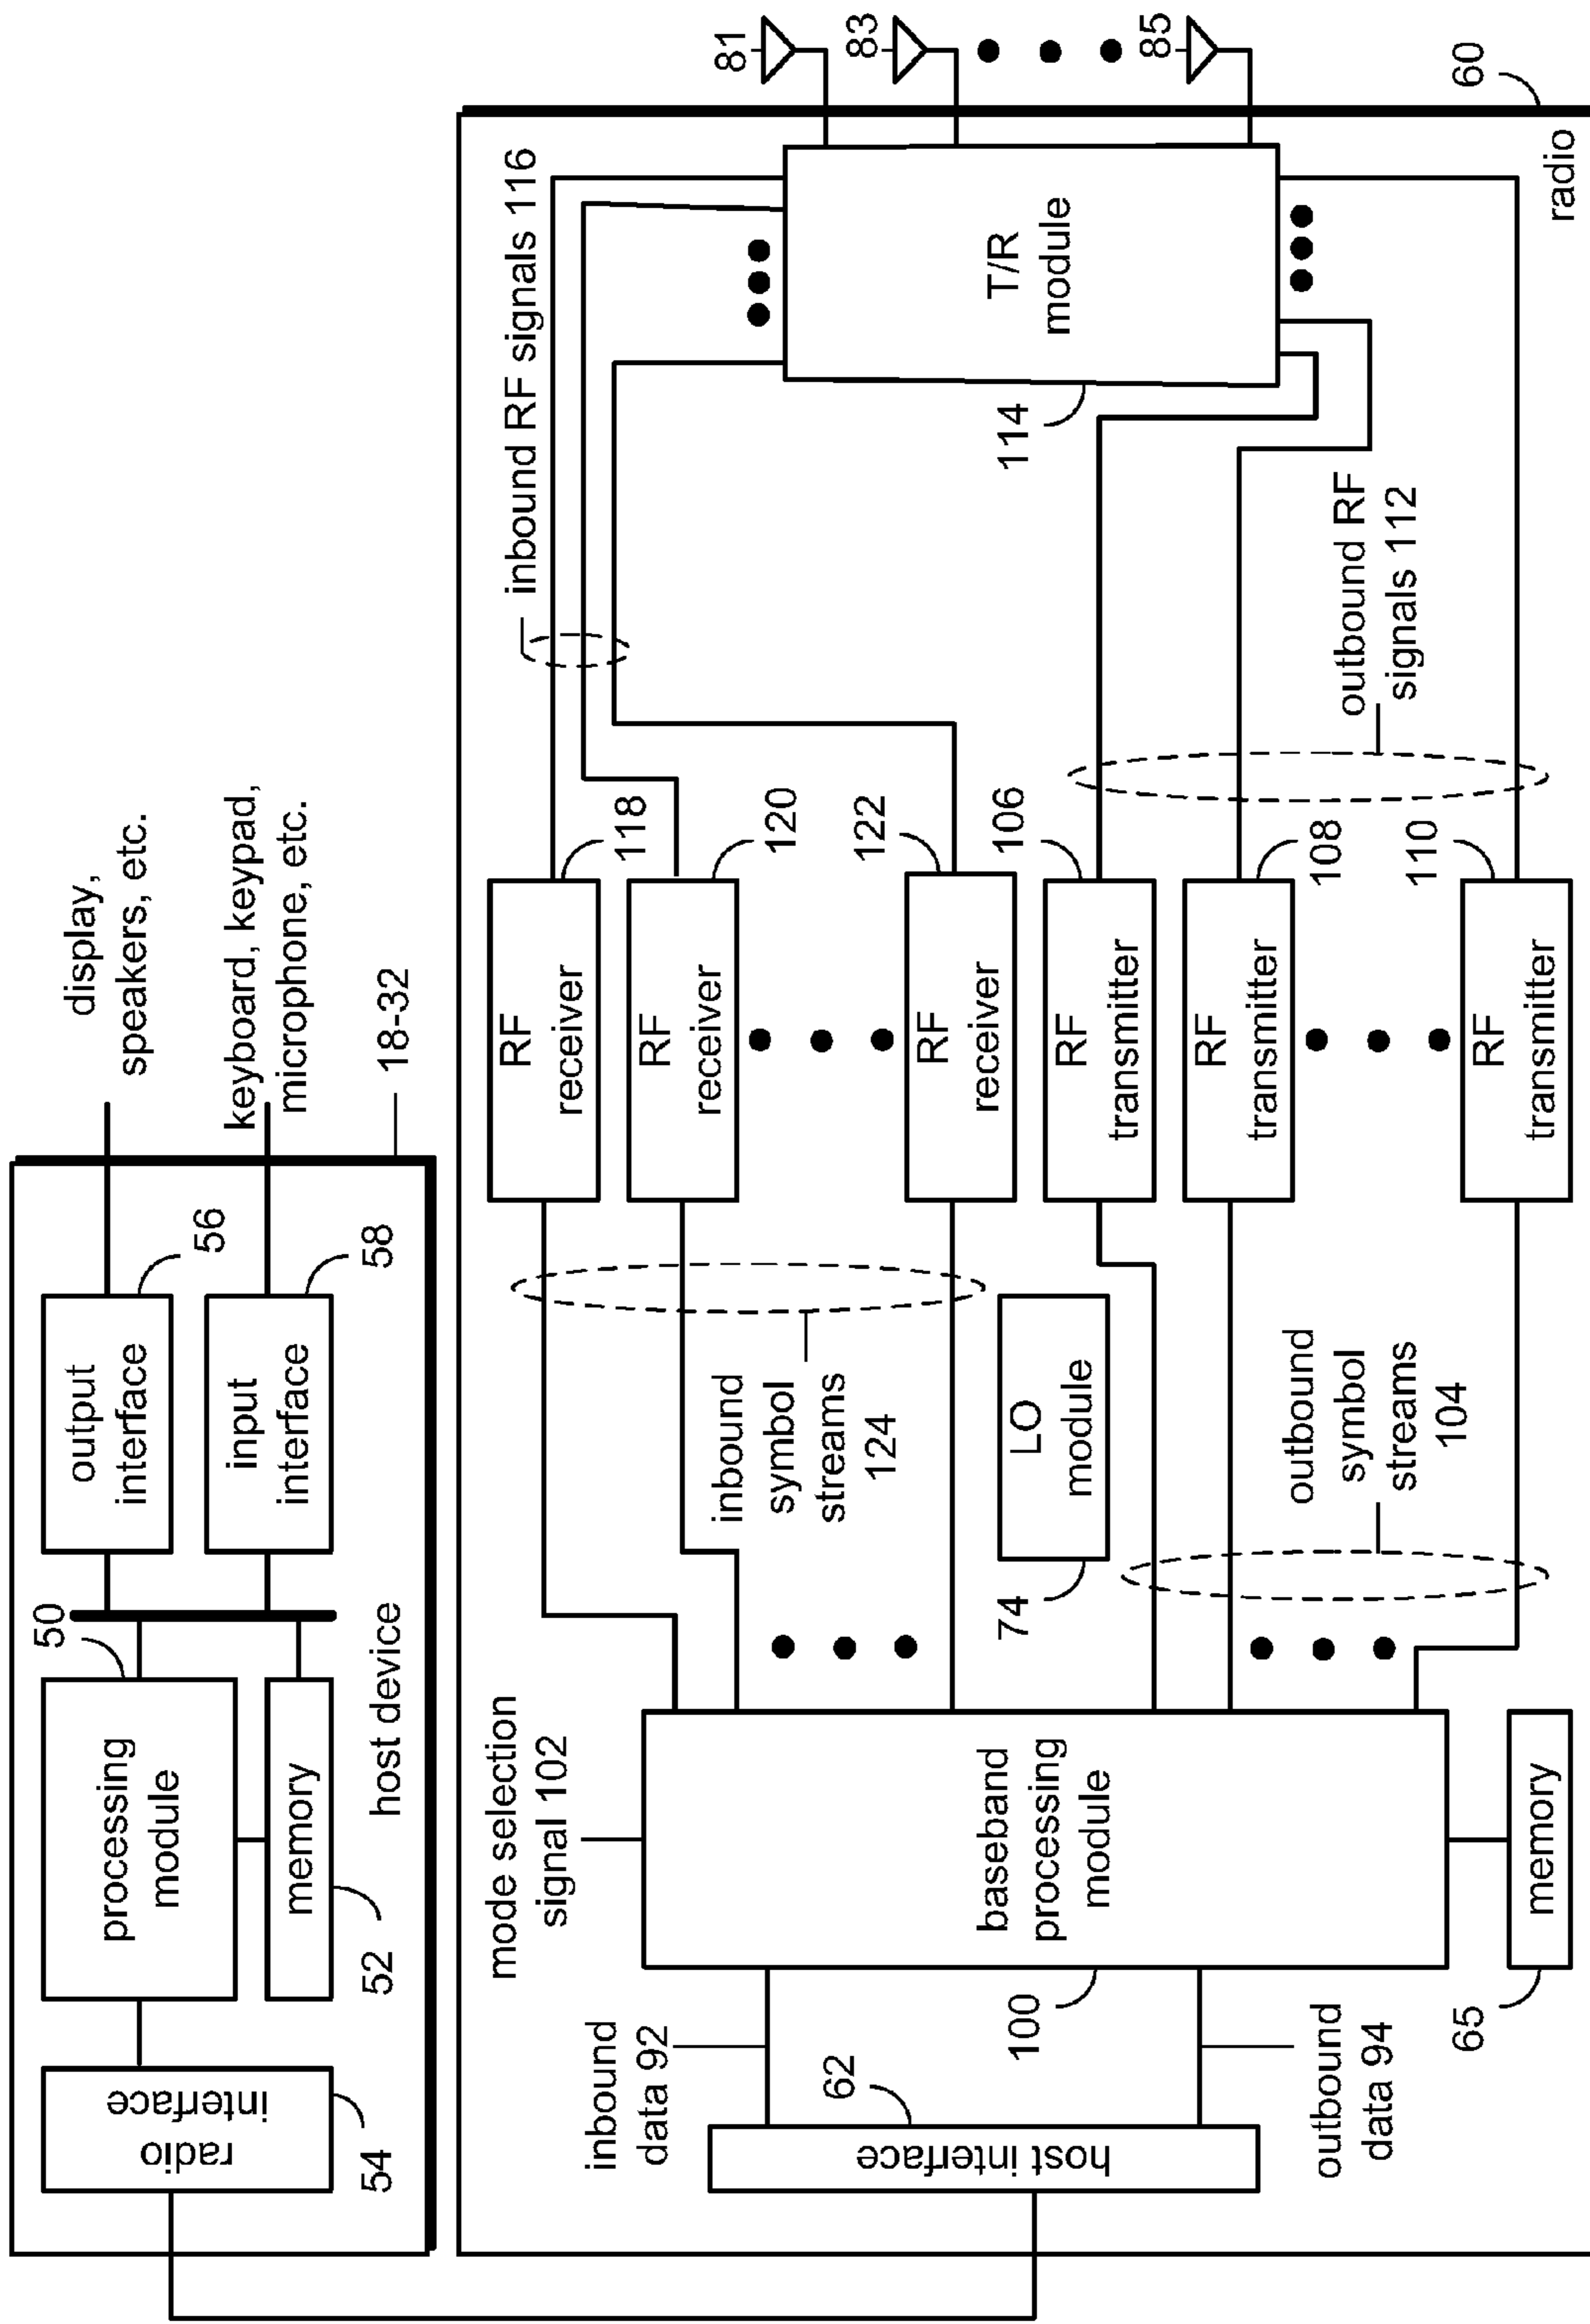 display,
speakers, etc.
keyboard, keypad,
microphone, etc.
18-32
output
interface
56
input
interface
58
50
processing
module
memory
52
host device
radio
interface
54
81
83
85
60
radio
inbound RF signals 116
T/R
module
114
outbound RF
signals 112
RF
receiver
118
RF
receiver
120
RF
receiver
122
RF
transmitter
106
RF
transmitter
108
RF
transmitter
110
inbound
symbol
streams
124
LO
module
74
outbound
symbol
streams
104
mode selection
signal 102
baseband
processing
module
100
memory
65
inbound
data 92
62
host interface
outbound
data 94